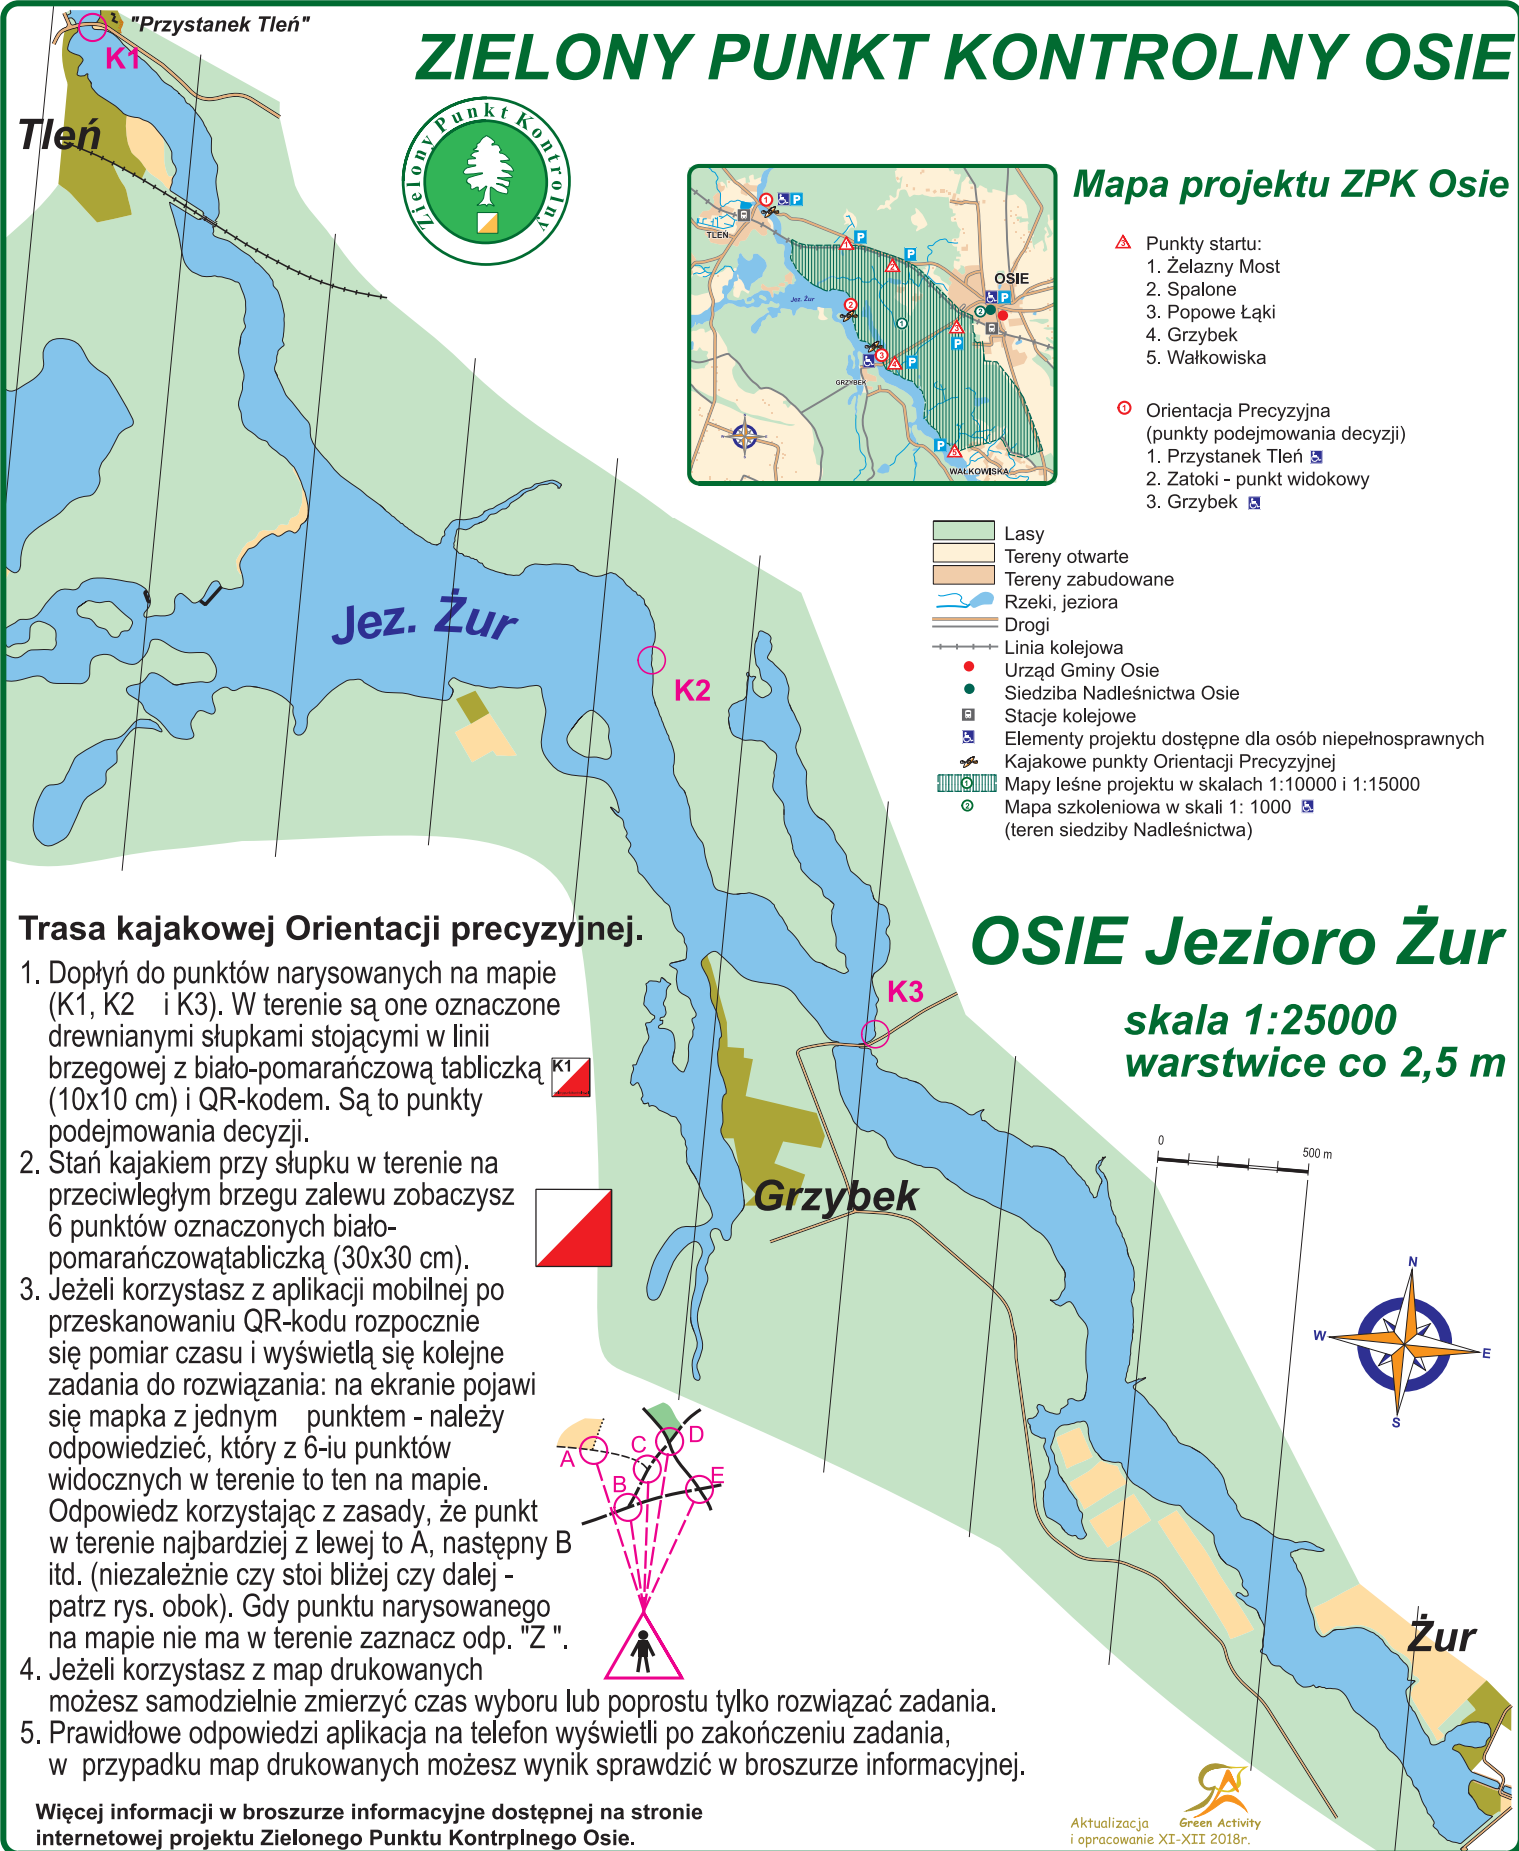 "Przystanek Tleń"
K1
ZIELONY PUNKT KONTROLNY OSIE
Tleń
Zielony Punkt Kontrolny
Mapa projektu ZPK Osie
TLEŃ
OSIE
Jez. Żur
GRZYBEK
WAŁKOWISKA
1
2
3
1
2
3
4
5
1
2
P
P
P
P
P
P
P
3 Punkty startu:
1. Żelazny Most
2. Spalone
3. Popowe Łąki
4. Grzybek
5. Wałkowiska
1 Orientacja Precyzyjna
(punkty podejmowania decyzji)
1. Przystanek Tleń
2. Zatoki - punkt widokowy
3. Grzybek
Lasy
Tereny otwarte
Tereny zabudowane
Rzeki, jeziora
Drogi
Linia kolejowa
Urząd Gminy Osie
Siedziba Nadleśnictwa Osie
Stacje kolejowe
Elementy projektu dostępne dla osób niepełnosprawnych
Kajakowe punkty Orientacji Precyzyjnej
1 Mapy leśne projektu w skalach 1:10000 i 1:15000
2 Mapa szkoleniowa w skali 1: 1000
(teren siedziby Nadleśnictwa)
Jez. Żur
K2
K3
OSIE Jezioro Żur
skala 1:25000
warstwice co 2,5 m
0 500 m
N
W
E
S
Grzybek
Żur
Trasa kajakowej Orientacji precyzyjnej.
1. Dopłyń do punktów narysowanych na mapie
(K1, K2 i K3). W terenie są one oznaczone
drewnianymi słupkami stojącymi w linii
brzegowej z biało-pomarańczową tabliczką
K1
(10x10 cm) i QR-kodem. Są to punkty
podejmowania decyzji.
2. Stań kajakiem przy słupku w terenie na
przeciwległym brzegu zalewu zobaczysz
6 punktów oznaczonych biało-
pomarańczowątabliczką (30x30 cm).
3. Jeżeli korzystasz z aplikacji mobilnej po
przeskanowaniu QR-kodu rozpocznie
się pomiar czasu i wyświetlą się kolejne
zadania do rozwiązania: na ekranie pojawi
się mapka z jednym punktem - należy
odpowiedzieć, który z 6-iu punktów
widocznych w terenie to ten na mapie.
Odpowiedz korzystając z zasady, że punkt
w terenie najbardziej z lewej to A, następny B
itd. (niezależnie czy stoi bliżej czy dalej -
patrz rys. obok). Gdy punktu narysowanego
na mapie nie ma w terenie zaznacz odp. "Z ".
4. Jeżeli korzystasz z map drukowanych
możesz samodzielnie zmierzyć czas wyboru lub poprostu tylko rozwiązać zadania.
5. Prawidłowe odpowiedzi aplikacja na telefon wyświetli po zakończeniu zadania,
w przypadku map drukowanych możesz wynik sprawdzić w broszurze informacyjnej.
A
B
C
D
E
Więcej informacji w broszurze informacyjne dostępnej na stronie
internetowej projektu Zielonego Punktu Kontrplnego Osie.
Aktualizacja
i opracowanie XI-XII 2018r.
Green Activity